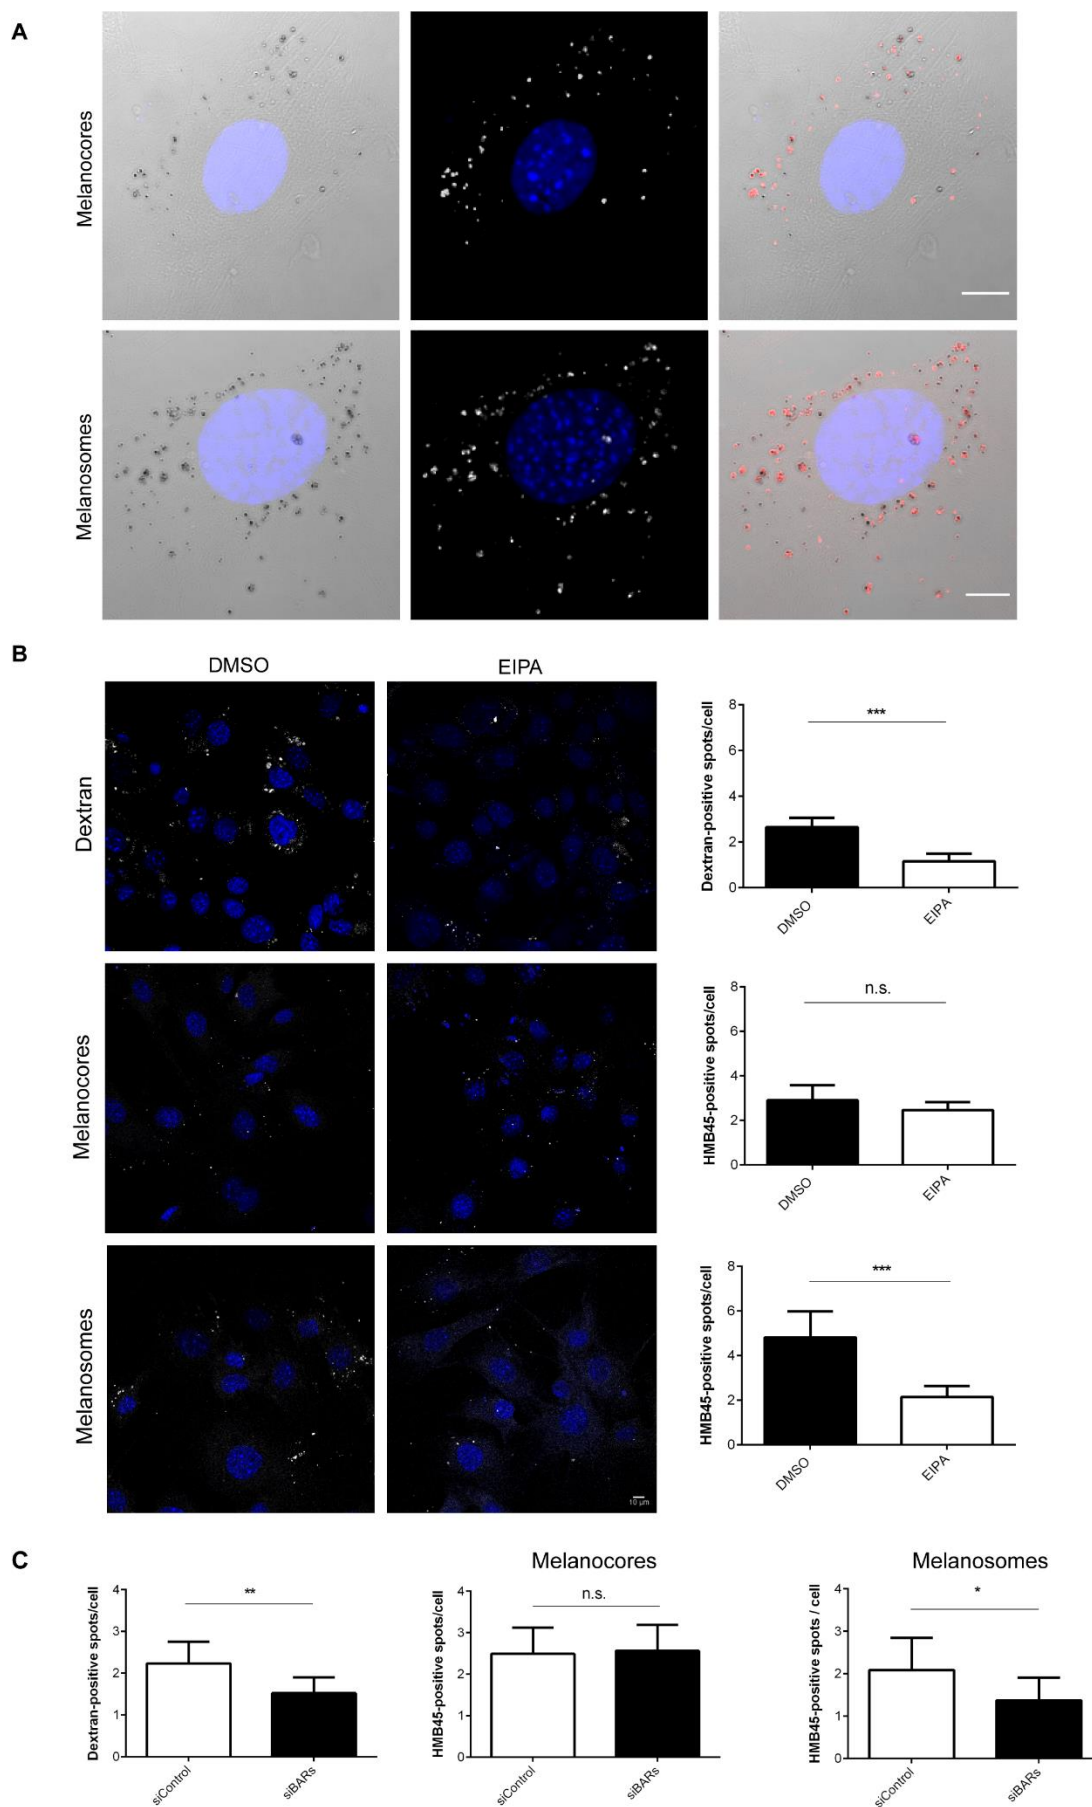 A
Melanocores
Melanosomes
B
DMSO
EIPA
Dextran
Dextran-positive spots/cell
8
6
4
2
0
***
DMSO
EIPA
Melanocores
HMB45-positive spots/cell
8
6
4
2
0
n.s.
DMSO
EIPA
Melanosomes
10 µm
HMB45-positive spots/cell
8
6
4
2
0
***
DMSO
EIPA
C
Dextran-positive spots/cell
4
3
2
1
0
**
siControl
siBARs
Melanocores
HMB45-positive spots/cell
4
3
2
1
0
n.s.
siControl
siBARs
Melanosomes
HMB45-positive spots / cell
4
3
2
1
0
*
siControl
siBARs